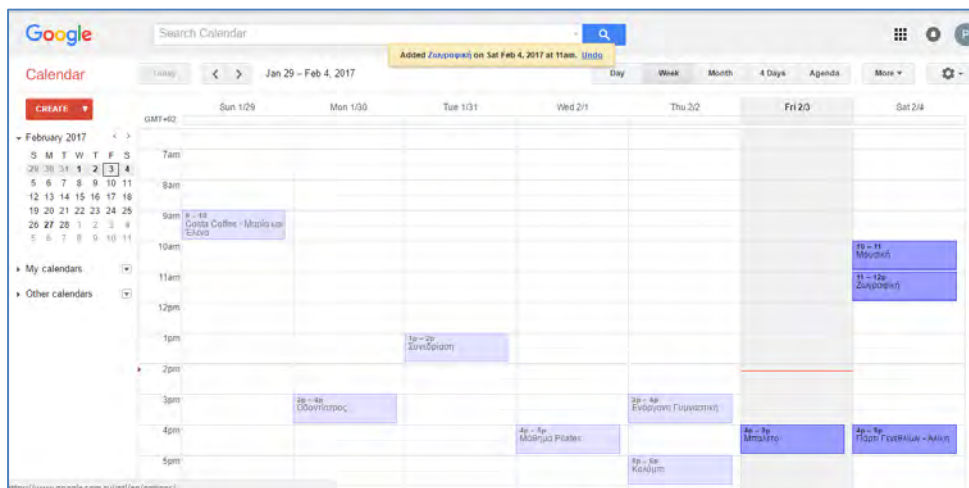 Google
Search Calendar
P
Added Ζωγραφική on Sat Feb 4, 2017 at 11am. Undo
Calendar
Today
Jan 29 – Feb 4, 2017
Day Week Month 4 Days Agenda More
CREATE
Sun 1/29 Mon 1/30 Tue 1/31 Wed 2/1 Thu 2/2 Fri 2/3 Sat 2/4
GMT+02
February 2017
S M T W T F S
29 30 31 1 2 3 4
5 6 7 8 9 10 11
12 13 14 15 16 17 18
19 20 21 22 23 24 25
26 27 28 1 2 3 4
5 6 7 8 9 10 11
My calendars
Other calendars
7am
8am
9am
9 – 10
Costa Coffee - Μαρία και
Έλενα
10am
10 – 11
Μουσική
11am
11 – 12p
Ζωγραφική
12pm
1pm
1p – 2p
Συνεδρίαση
2pm
3pm
3p – 4p
Οδοντίατρος
3p – 4p
Ενόργανη Γυμναστική
4pm
4p – 5p
Μάθημα Pilates
4p – 5p
Μπαλέτο
4p – 5p
Πάρτι Γενεθλίων - Αλίκη
5pm
5p – 6p
Κολύμπι